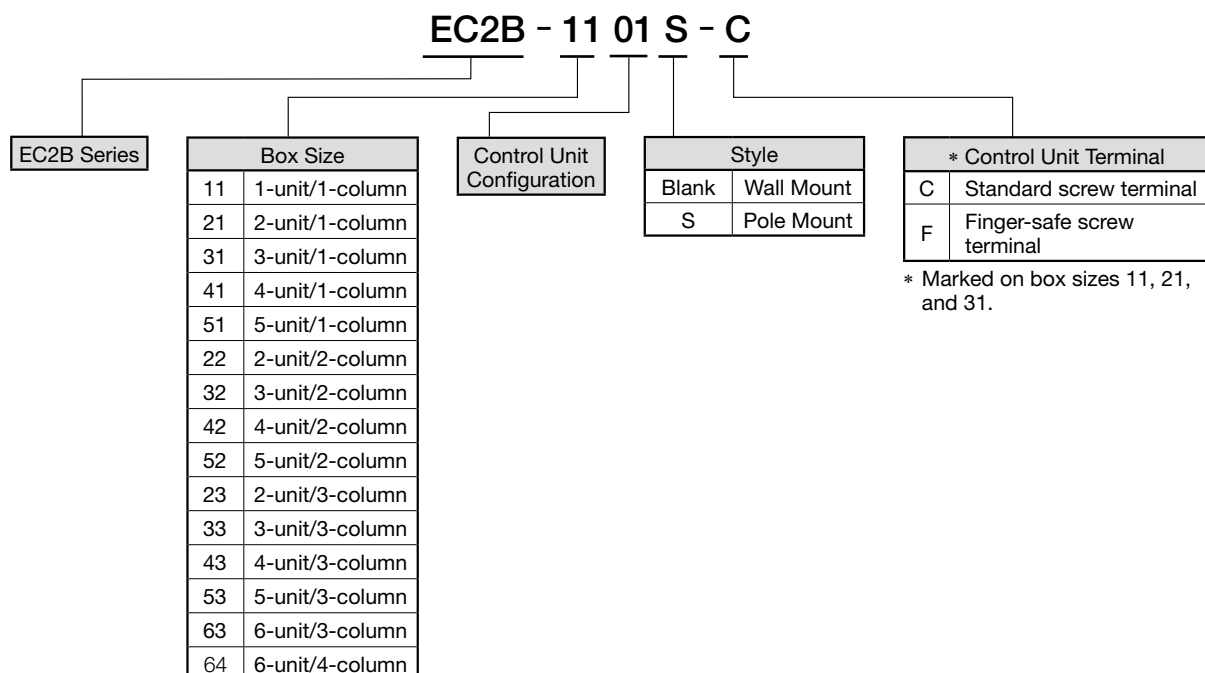 EC2B - 11 01 S - C
EC2B Series
Box Size
11 1-unit/1-column
21 2-unit/1-column
31 3-unit/1-column
41 4-unit/1-column
51 5-unit/1-column
22 2-unit/2-column
32 3-unit/2-column
42 4-unit/2-column
52 5-unit/2-column
23 2-unit/3-column
33 3-unit/3-column
43 4-unit/3-column
53 5-unit/3-column
63 6-unit/3-column
64 6-unit/4-column
Control Unit
Configuration
Style
Blank Wall Mount
S Pole Mount
* Control Unit Terminal
C Standard screw terminal
F Finger-safe screw
terminal
* Marked on box sizes 11, 21,
and 31.